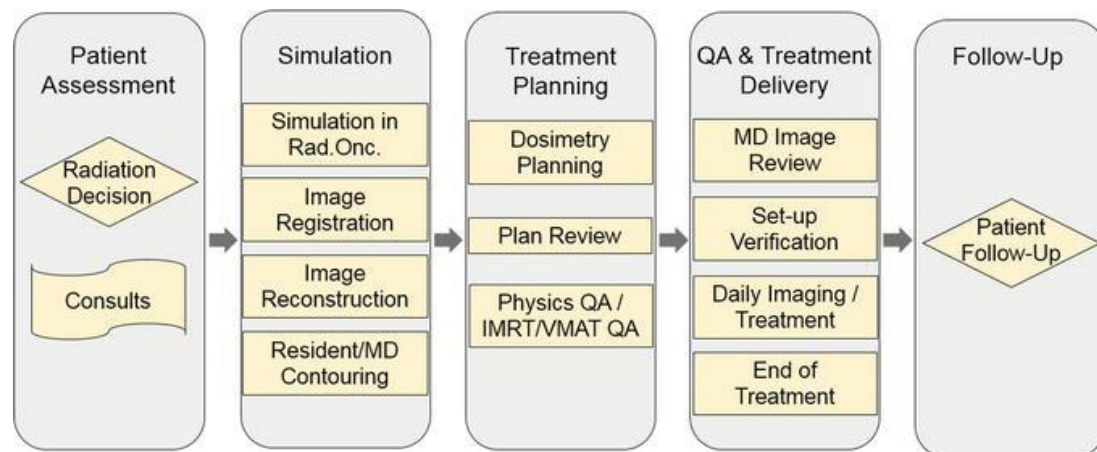 Patient
Assessment
Radiation
Decision
Consults
Simulation
Simulation in
Rad.Onc.
Image
Registration
Image
Reconstruction
Resident/MD
Contouring
Treatment
Planning
Dosimetry
Planning
Plan Review
Physics QA /
IMRT/VMAT QA
QA & Treatment
Delivery
MD Image
Review
Set-up
Verification
Daily Imaging /
Treatment
End of
Treatment
Follow-Up
Patient
Follow-Up